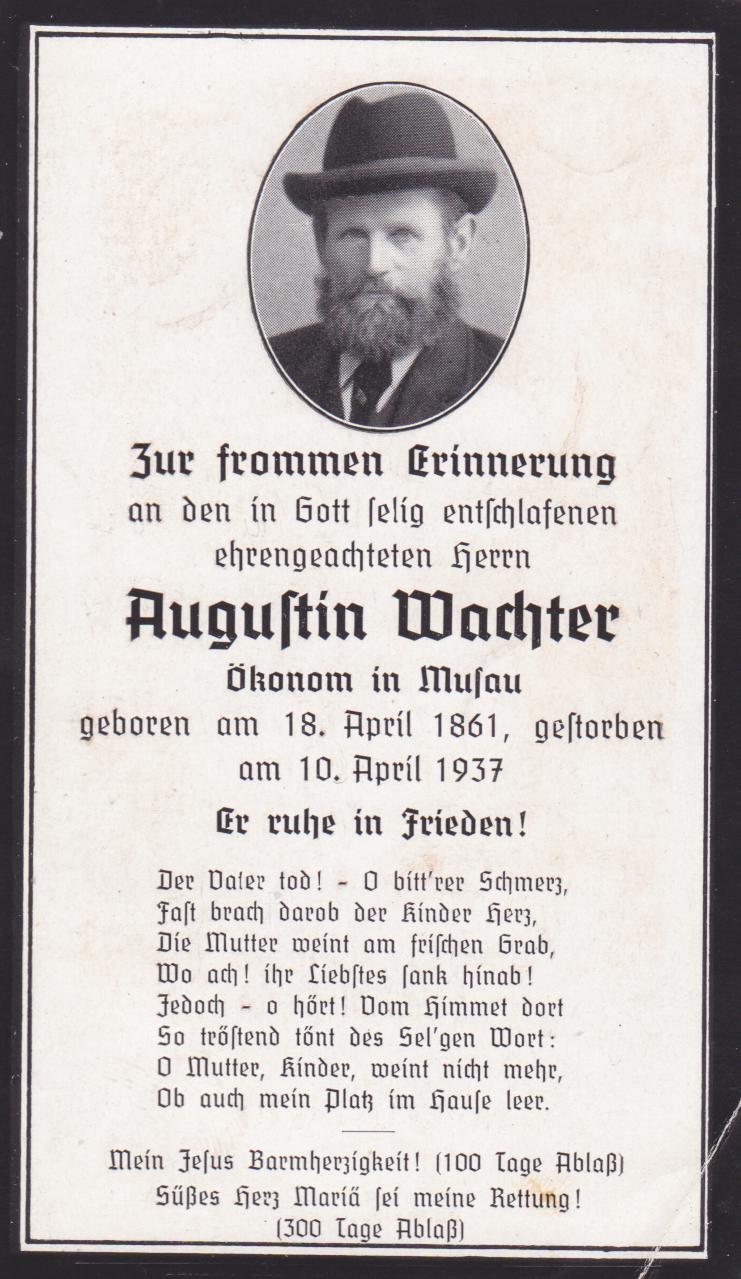 Zur frommen Erinnerung
an den in Gott selig entschlafenen
ehrengeachteten Herrn
Augustin Wachter
Ökonom in Musau
geboren am 18. April 1861, gestorben
am 10. April 1937
Er ruhe in Frieden!
Der Vater tod! - O bitt'rer Schmerz,
Fast brach darob der Kinder Herz,
Die Mutter weint am frischen Grab,
Wo ach! ihr Liebstes sank hinab!
Jedoch - o hört! Vom Himmet dort
So tröstend tönt des Sel'gen Wort:
O Mutter, Kinder, weint nicht mehr,
Ob auch mein Platz im Hause leer.
Mein Jesus Barmherzigkeit! (100 Tage Ablaß)
Süßes Herz Mariä sei meine Rettung!
(300 Tage Ablaß)